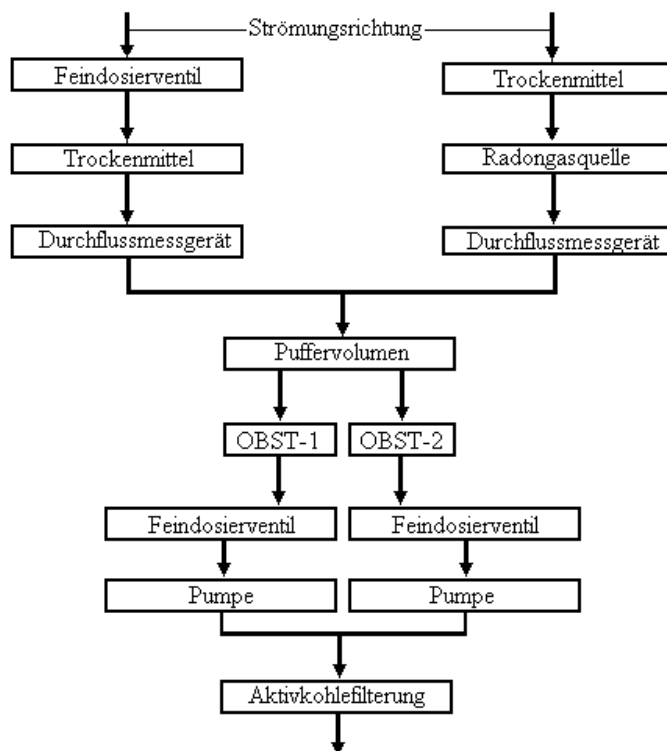 Strömungsrichtung
Feindosierventil
Trockenmittel
Trockenmittel
Radongasquelle
Durchflussmessgerät
Durchflussmessgerät
Puffervolumen
OBST-1
OBST-2
Feindosierventil
Feindosierventil
Pumpe
Pumpe
Aktivkohlefilterung